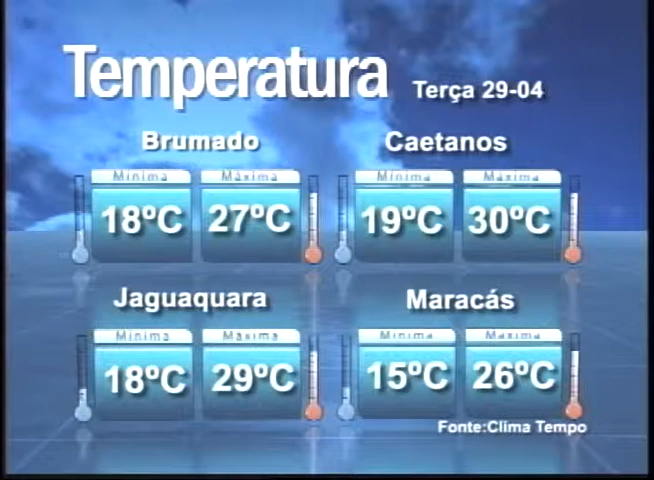 Temperatura Terça 29-04
Brumado
Mínima Máxima
18ºC 27ºC
Caetanos
Mínima Máxima
19ºC 30ºC
Jaguaquara
Mínima Máxima
18ºC 29ºC
Maracás
Mínima Máxima
15ºC 26ºC
Fonte:Clima Tempo